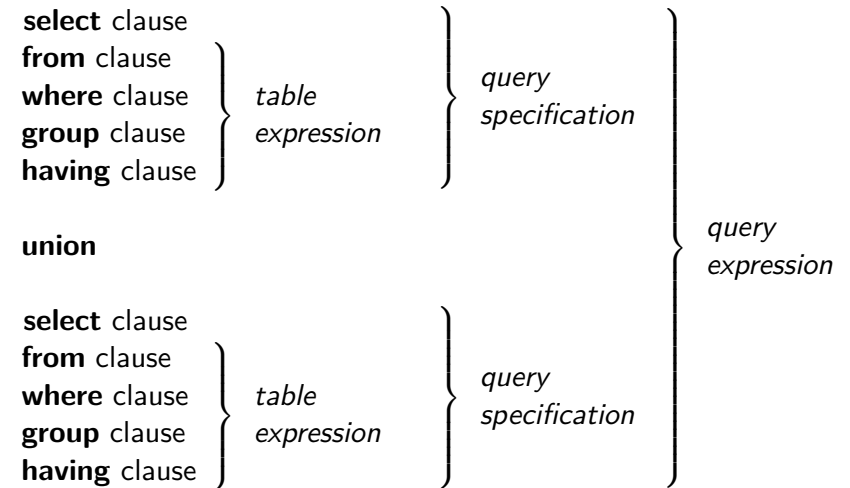 select clause
from clause
where clause
group clause
having clause
table
expression
query
specification
union
select clause
from clause
where clause
group clause
having clause
table
expression
query
specification
query
expression